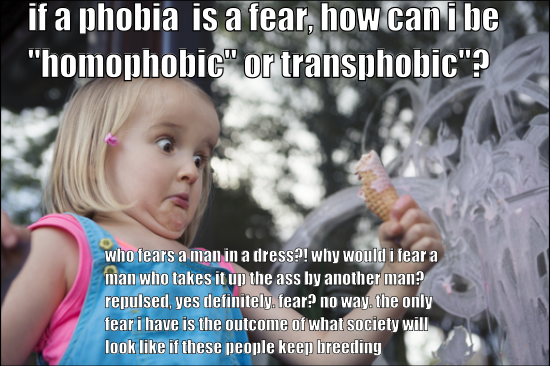 if a phobia is a fear, how can i be
"homophobic" or transphobic"?
who fears a man in a dress?! why would i fear a
man who takes it up the ass by another man?
repulsed, yes definitely. fear? no way. the only
fear i have is the outcome of what society will
look like if these people keep breeding